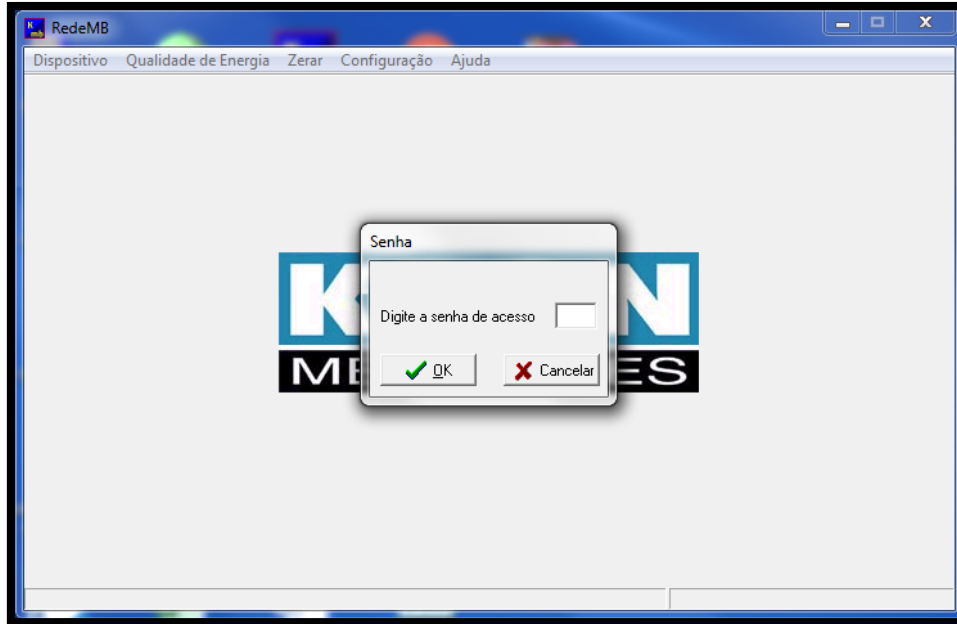 RedeMB
Dispositivo Qualidade de Energia Zerar Configuração Ajuda
Senha
Digite a senha de acesso
OK
Cancelar